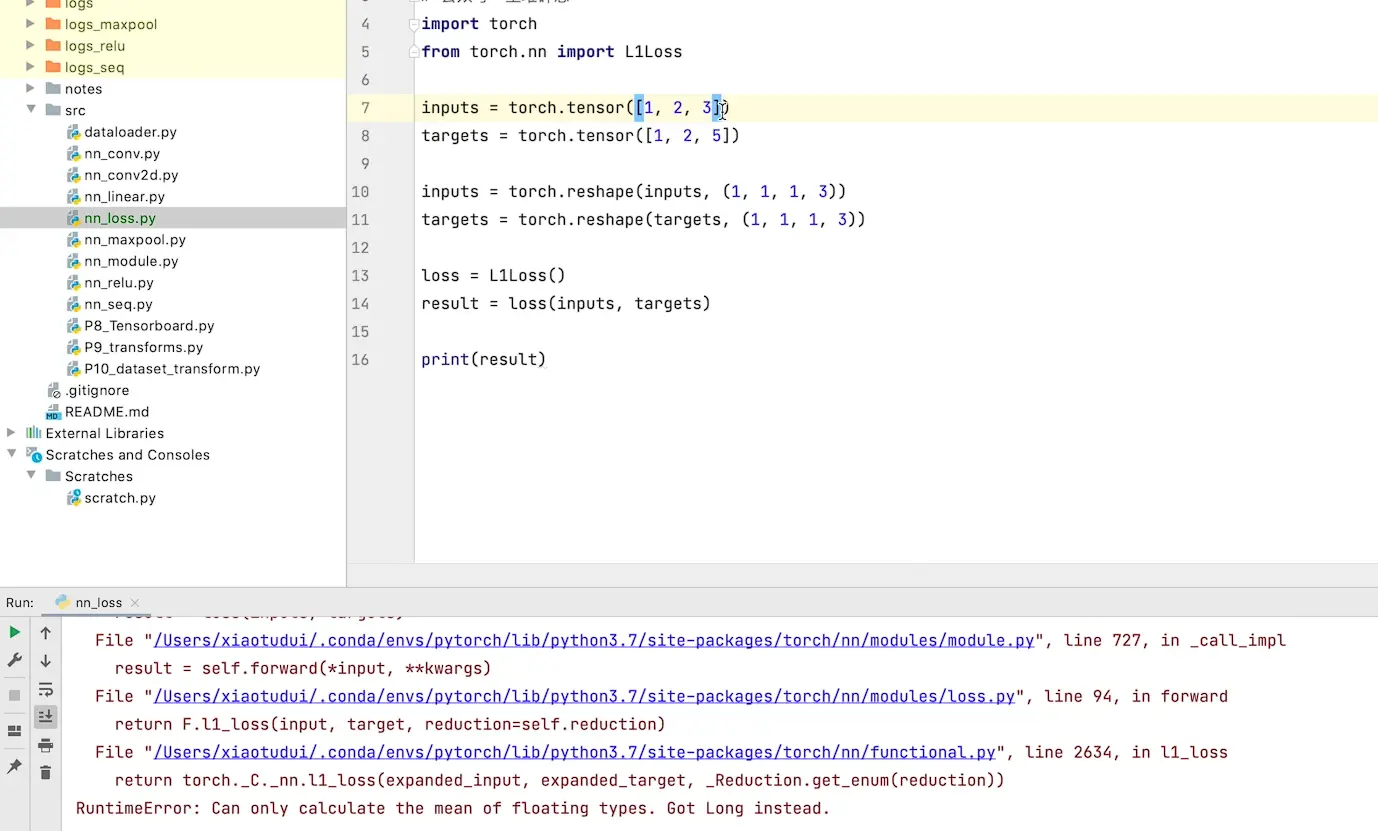 logs
logs_maxpool
logs_relu
logs_seq
notes
src
dataloader.py
nn_conv.py
nn_conv2d.py
nn_linear.py
nn_loss.py
nn_maxpool.py
nn_module.py
nn_relu.py
nn_seq.py
P8_Tensorboard.py
P9_transforms.py
P10_dataset_transform.py
.gitignore
README.md
External Libraries
Scratches and Consoles
Scratches
scratch.py
4 import torch
5 from torch.nn import L1Loss
6
7 inputs = torch.tensor([1, 2, 3])
8 targets = torch.tensor([1, 2, 5])
9
10 inputs = torch.reshape(inputs, (1, 1, 1, 3))
11 targets = torch.reshape(targets, (1, 1, 1, 3))
12
13 loss = L1Loss()
14 result = loss(inputs, targets)
15
16 print(result)
Run: nn_loss
result = loss(inputs, targets)
File "/Users/xiaotudui/.conda/envs/pytorch/lib/python3.7/site-packages/torch/nn/modules/module.py", line 727, in _call_impl
result = self.forward(*input, **kwargs)
File "/Users/xiaotudui/.conda/envs/pytorch/lib/python3.7/site-packages/torch/nn/modules/loss.py", line 94, in forward
return F.l1_loss(input, target, reduction=self.reduction)
File "/Users/xiaotudui/.conda/envs/pytorch/lib/python3.7/site-packages/torch/nn/functional.py", line 2634, in l1_loss
return torch._C._nn.l1_loss(expanded_input, expanded_target, _Reduction.get_enum(reduction))
RuntimeError: Can only calculate the mean of floating types. Got Long instead.